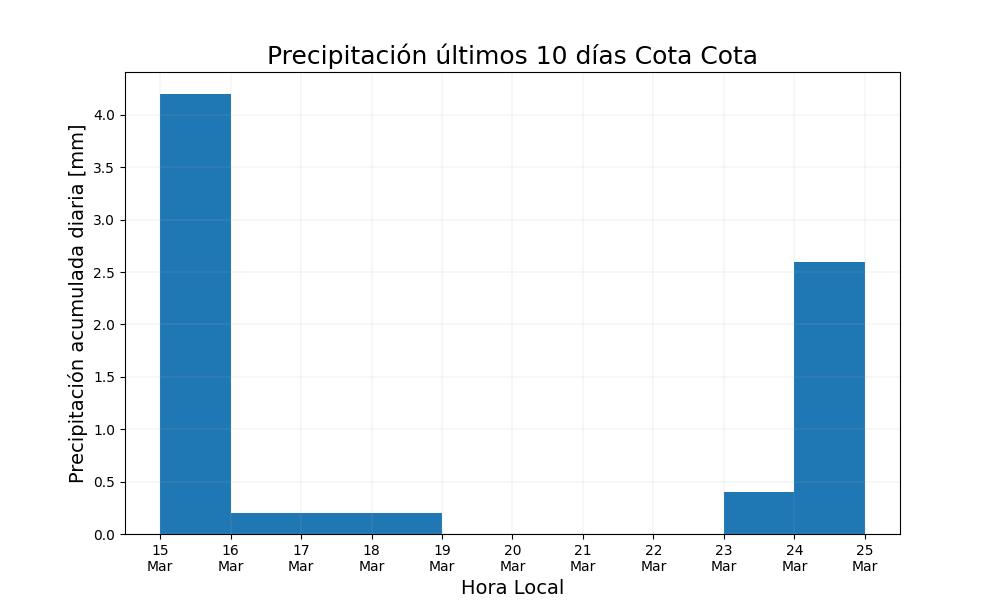 Precipitación últimos 10 días Cota Cota
Precipitación acumulada diaria [mm]
4.0
3.5
3.0
2.5
2.0
1.5
1.0
0.5
0.0
15 16 17 18 19 20 21 22 23 24 25
Mar Mar Mar Mar Mar Mar Mar Mar Mar Mar Mar
Hora Local